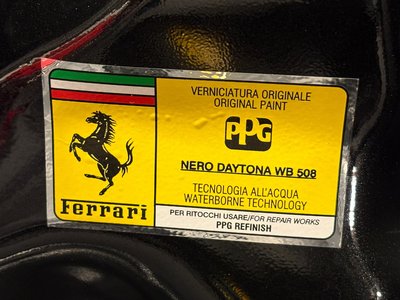 VERNICIATURA ORIGINALE
ORIGINAL PAINT
PPG
NERO DAYTONA WB 508
TECNOLOGIA ALL'ACQUA
WATERBORNE TECHNOLOGY
Ferrari
PER RITOCCHI USARE/FOR REPAIR WORKS
PPG REFINISH